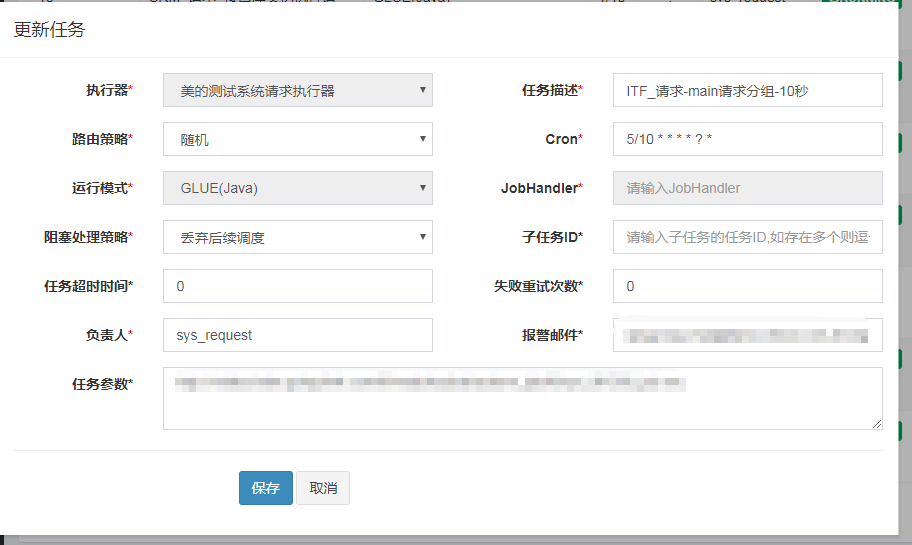 更新任务
执行器* 美的测试系统请求执行器 任务描述* ITF_请求-main请求分组-10秒
路由策略* 随机 Cron* 5/10 * * * * ? *
运行模式* GLUE(Java) JobHandler* 请输入JobHandler
阻塞处理策略* 丢弃后续调度 子任务ID* 请输入子任务的任务ID,如存在多个则逗
任务超时时间* 0 失败重试次数* 0
负责人* sys_request 报警邮件*
任务参数*
保存 取消